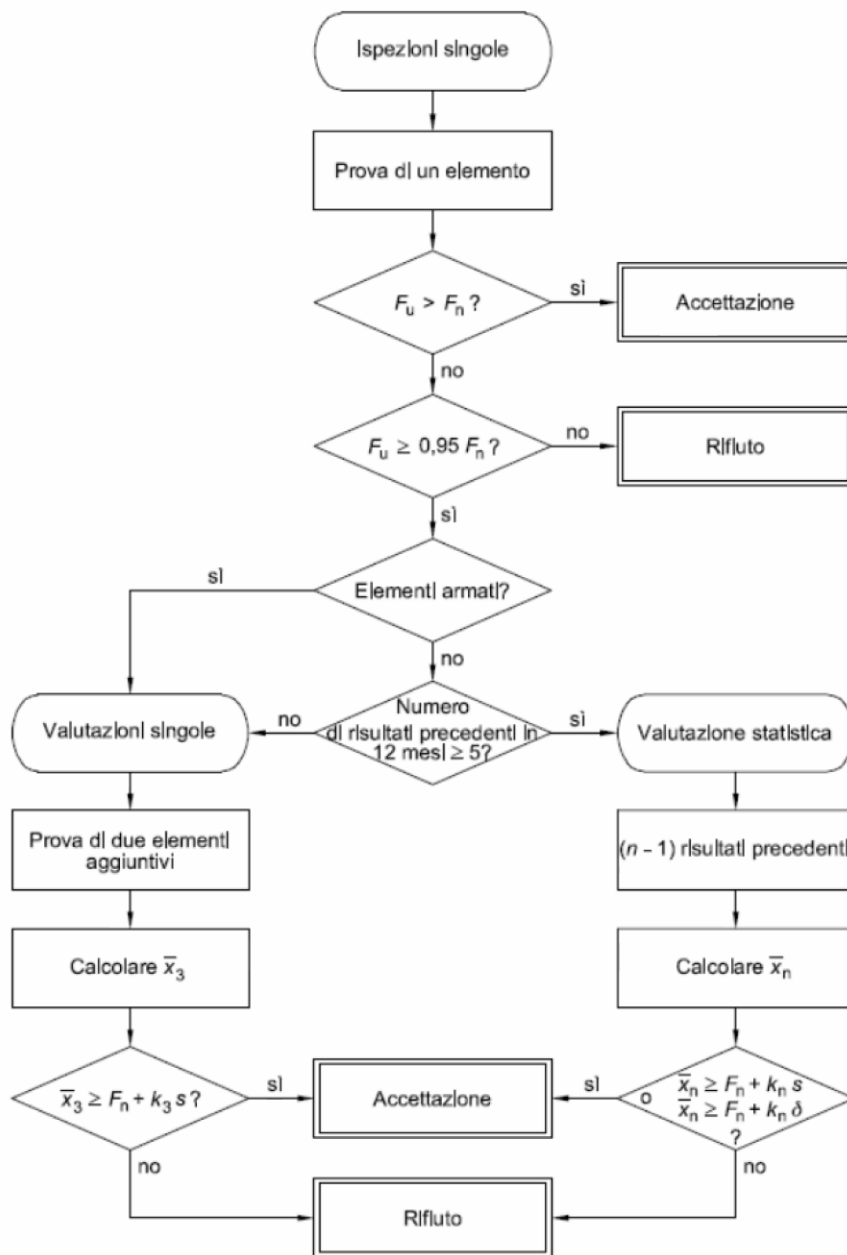 Ispezioni singole
Prova di un elemento
Fu > Fn ?
sì
Accettazione
no
Fu ≥ 0,95 Fn ?
no
Rifiuto
sì
Elementi armati?
sì
no
Numero
di risultati precedenti in
12 mesi ≥ 5?
no
sì
Valutazioni singole
Valutazione statistica
Prova di due elementi
aggiuntivi
(n - 1) risultati precedenti
Calcolare x̅3
Calcolare x̅n
x̅3 ≥ Fn + k3 s ?
sì
Accettazione
sì
x̅n ≥ Fn + kn s
o x̅n ≥ Fn + kn δ
?
no
no
Rifiuto